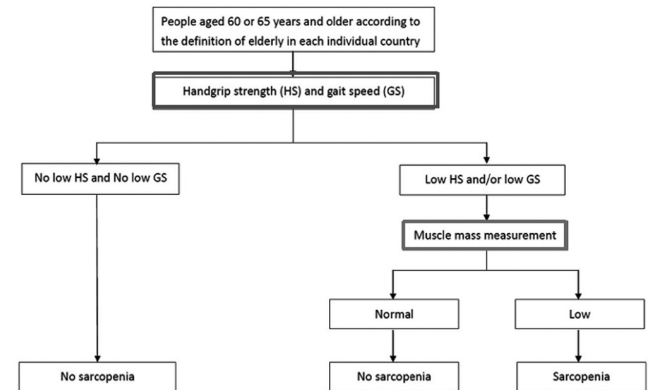 People aged 60 or 65 years and older according to
the definition of elderly in each individual country
Handgrip strength (HS) and gait speed (GS)
No low HS and No low GS
Low HS and/or low GS
Muscle mass measurement
Normal
Low
No sarcopenia
No sarcopenia
Sarcopenia